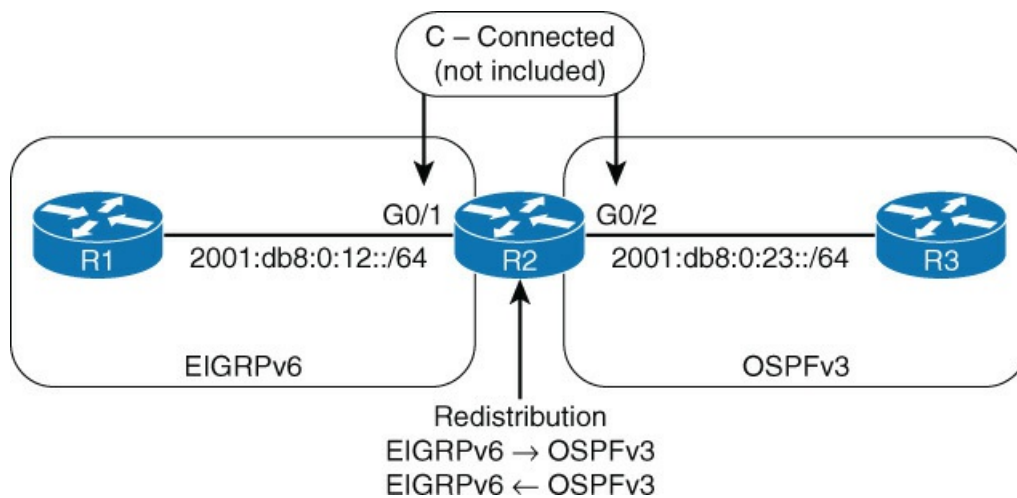 C – Connected
(not included)
G0/1
G0/2
R1
2001:db8:0:12::/64
R2
2001:db8:0:23::/64
R3
EIGRPv6
OSPFv3
Redistribution
EIGRPv6 → OSPFv3
EIGRPv6 ← OSPFv3